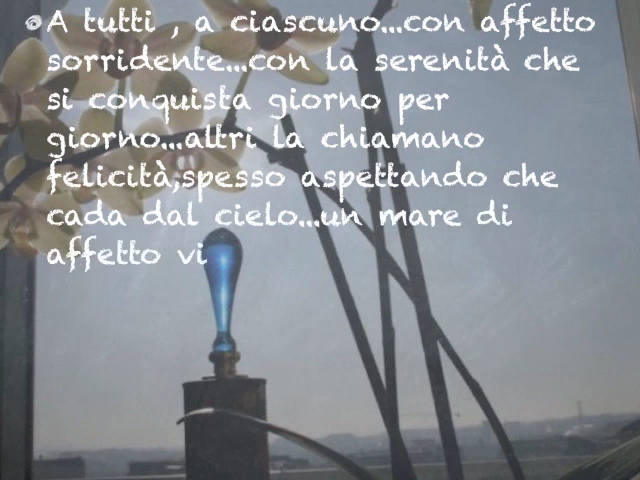 A tutti , a ciascuno...con affetto
sorridente...con la serenità che
si conquista giorno per
giorno...altri la chiamano
felicità,spesso aspettando che
cada dal cielo...un mare di
affetto vi